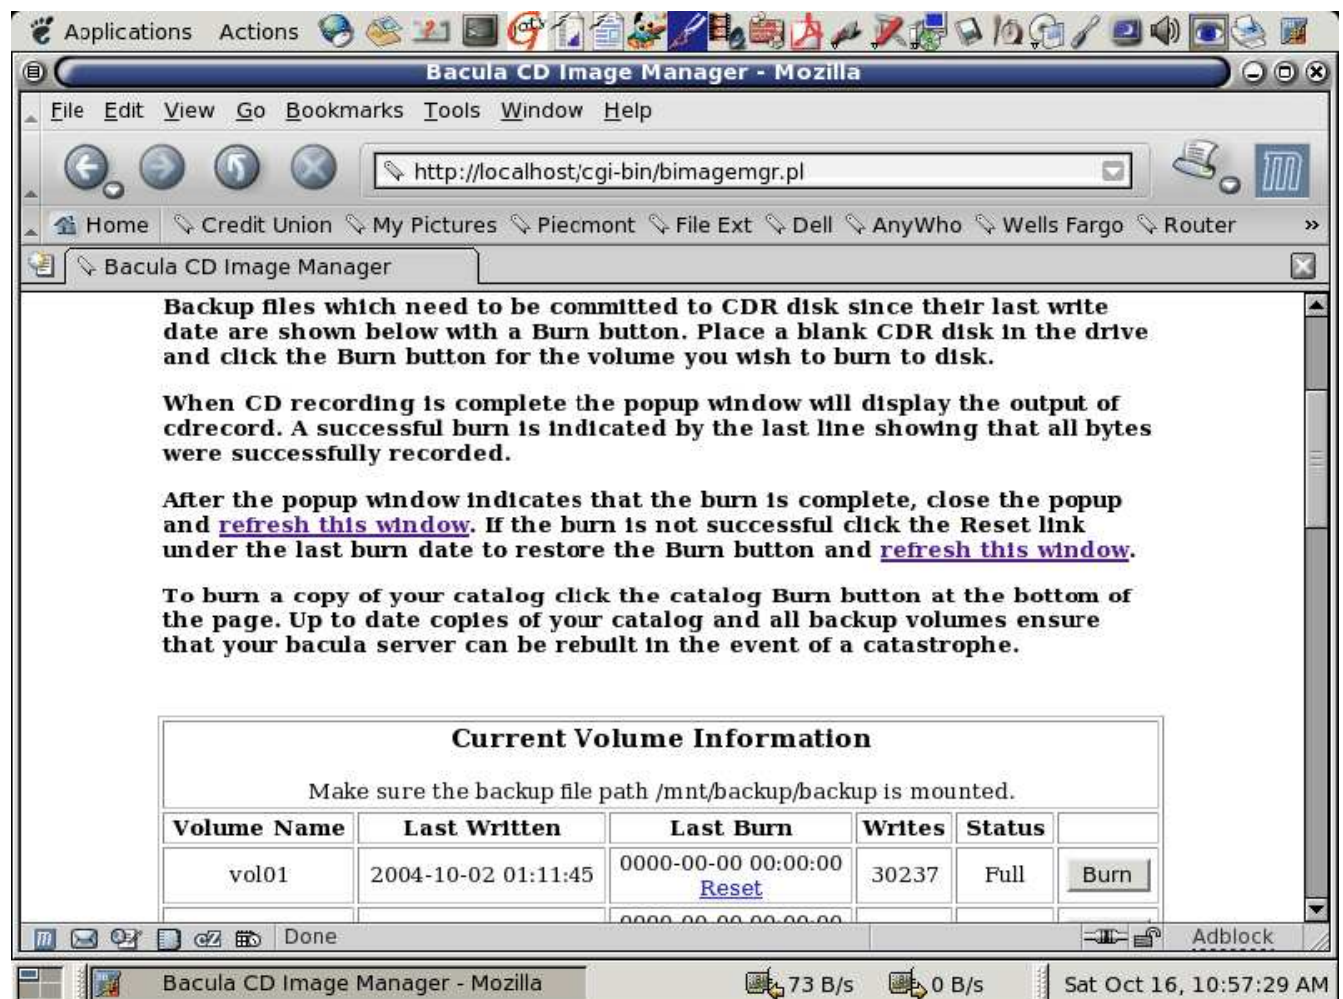 Applications Actions
Bacula CD Image Manager - Mozilla
File Edit View Go Bookmarks Tools Window Help
http://localhost/cgi-bin/bimagemgr.pl
Home Credit Union My Pictures Piecmont File Ext Dell AnyWho Wells Fargo Router »
Bacula CD Image Manager
Backup files which need to be committed to CDR disk since their last write
date are shown below with a Burn button. Place a blank CDR disk in the drive
and click the Burn button for the volume you wish to burn to disk.
When CD recording is complete the popup window will display the output of
cdrecord. A successful burn is indicated by the last line showing that all bytes
were successfully recorded.
After the popup window indicates that the burn is complete, close the popup
and refresh this window. If the burn is not successful click the Reset link
under the last burn date to restore the Burn button and refresh this window.
To burn a copy of your catalog click the catalog Burn button at the bottom of
the page. Up to date copies of your catalog and all backup volumes ensure
that your bacula server can be rebuilt in the event of a catastrophe.
Current Volume Information
Make sure the backup file path /mnt/backup/backup is mounted.
Volume Name Last Written Last Burn Writes Status
vol01 2004-10-02 01:11:45 0000-00-00 00:00:00 Reset 30237 Full Burn
0000-00-00 00:00:00
Done Adblock
Bacula CD Image Manager - Mozilla 73 B/s 0 B/s Sat Oct 16, 10:57:29 AM